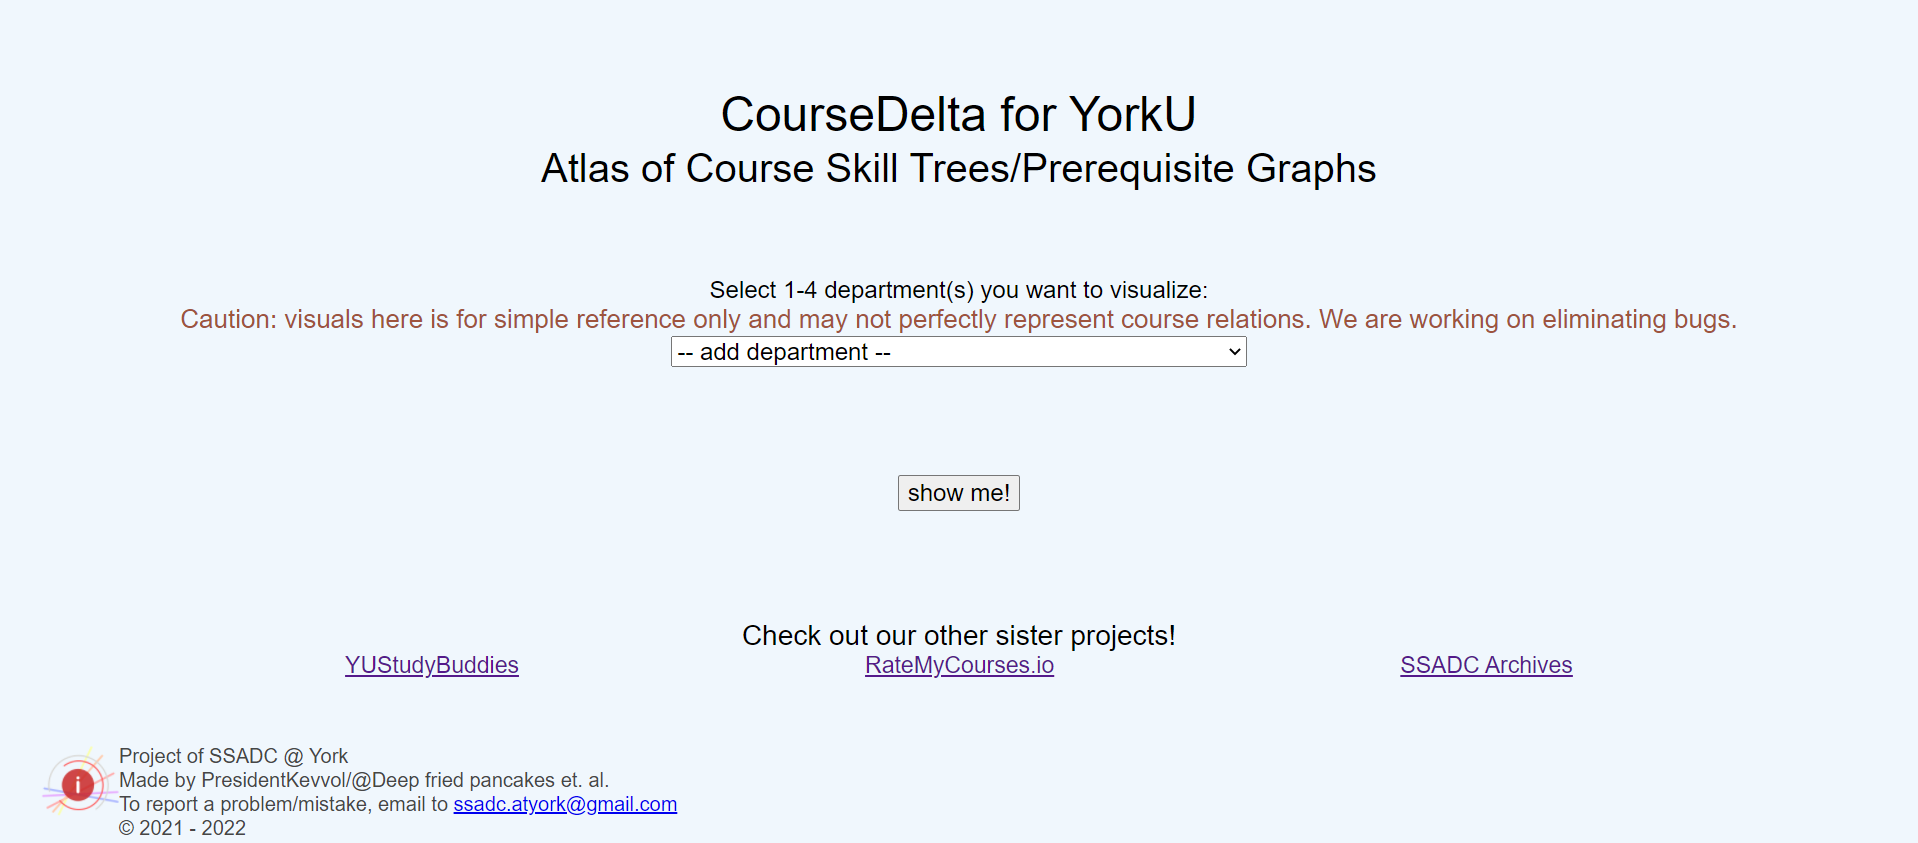 CourseDelta for YorkU
Atlas of Course Skill Trees/Prerequisite Graphs
Select 1-4 department(s) you want to visualize:
Caution: visuals here is for simple reference only and may not perfectly represent course relations. We are working on eliminating bugs.
-- add department --
show me!
Check out our other sister projects!
YUStudyBuddies
RateMyCourses.io
SSADC Archives
i
Project of SSADC @ York
Made by PresidentKevvol/@Deep fried pancakes et. al.
To report a problem/mistake, email to ssadc.atyork@gmail.com
© 2021 - 2022